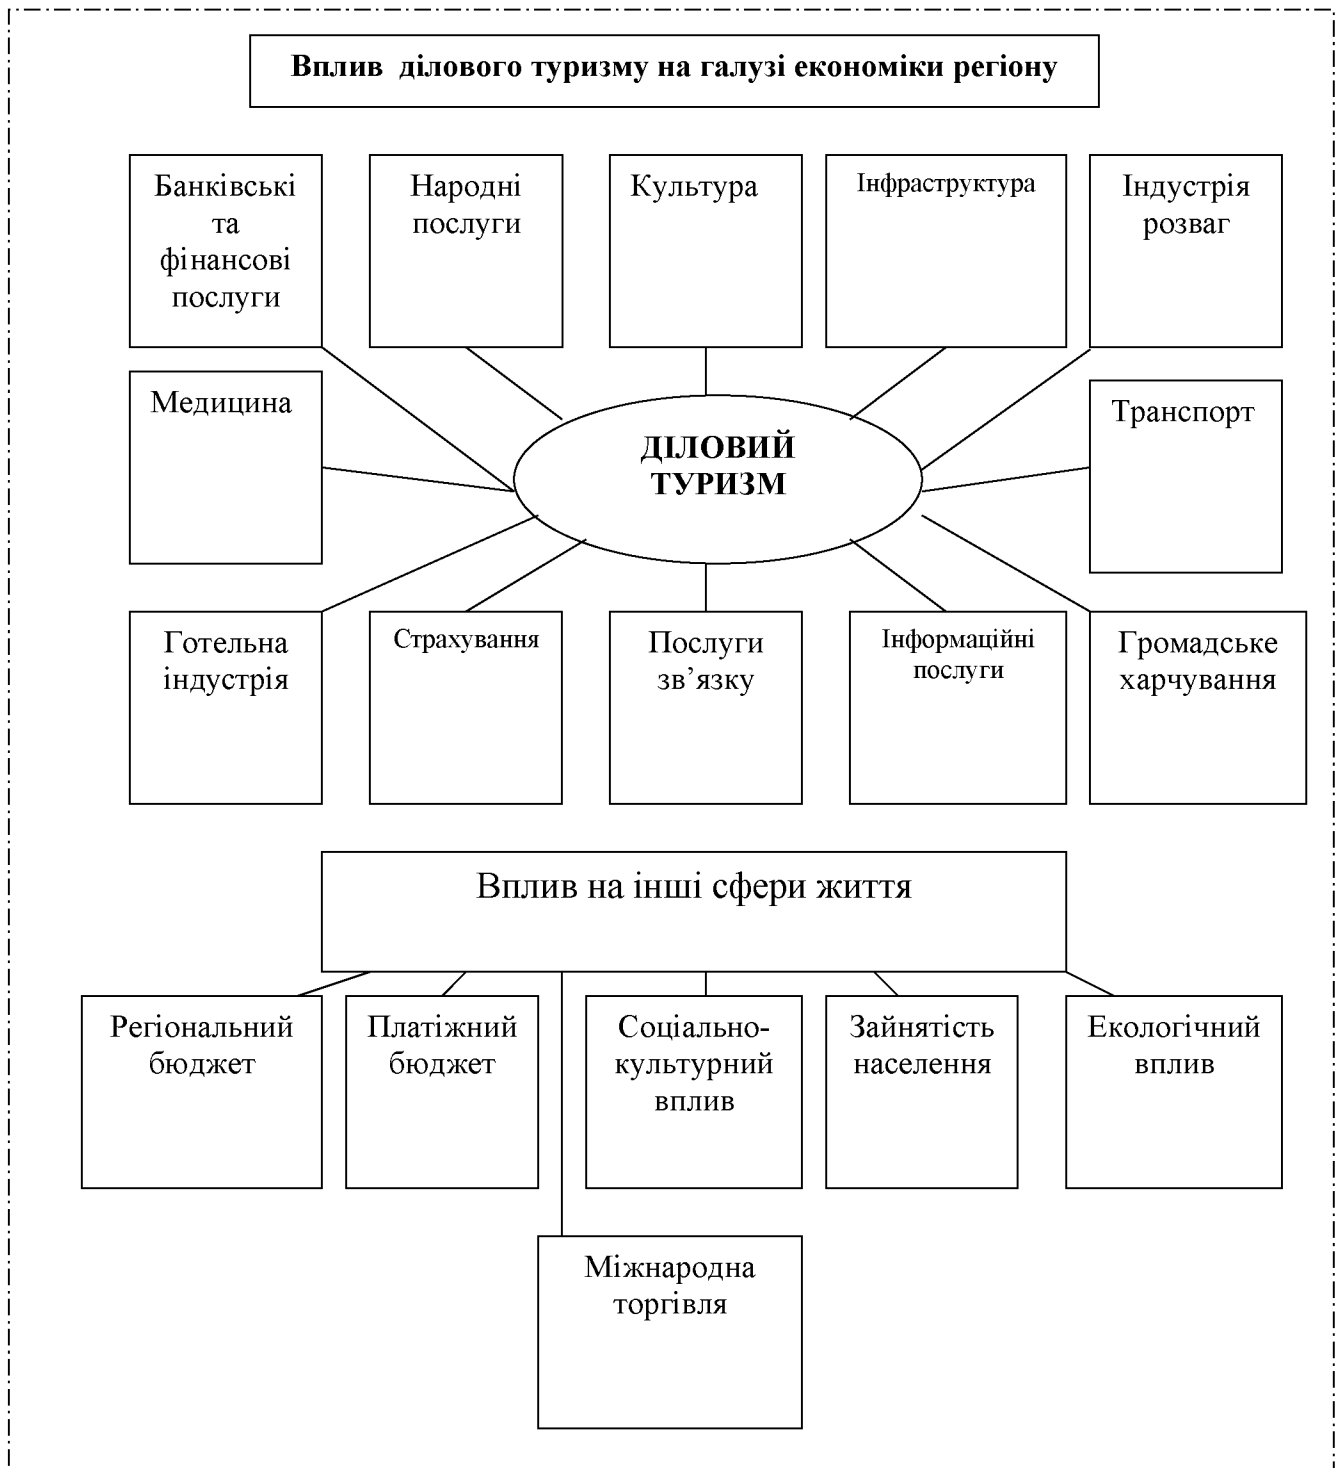 Вплив ділового туризму на галузі економіки регіону
Банківські
та
фінансові
послуги
Народні
послуги
Культура
Інфраструктура
Індустрія
розваг
Медицина
ДІЛОВИЙ
ТУРИЗМ
Транспорт
Готельна
індустрія
Страхування
Послуги
зв’язку
Інформаційні
послуги
Громадське
харчування
Вплив на інші сфери життя
Регіональний
бюджет
Платіжний
бюджет
Соціально-
культурний
вплив
Зайнятість
населення
Екологічний
вплив
Міжнародна
торгівля